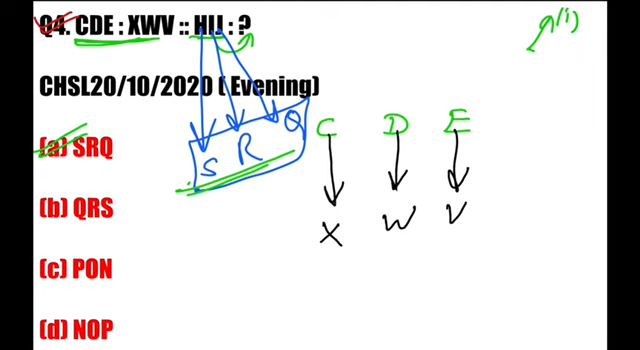 Q4. CDE : XWV :: HIJ : ?
CHSL20/10/2020 ( Evening)
(a) SRQ
(b) QRS
(c) PON
(d) NOP
S R Q
C D E
X W V